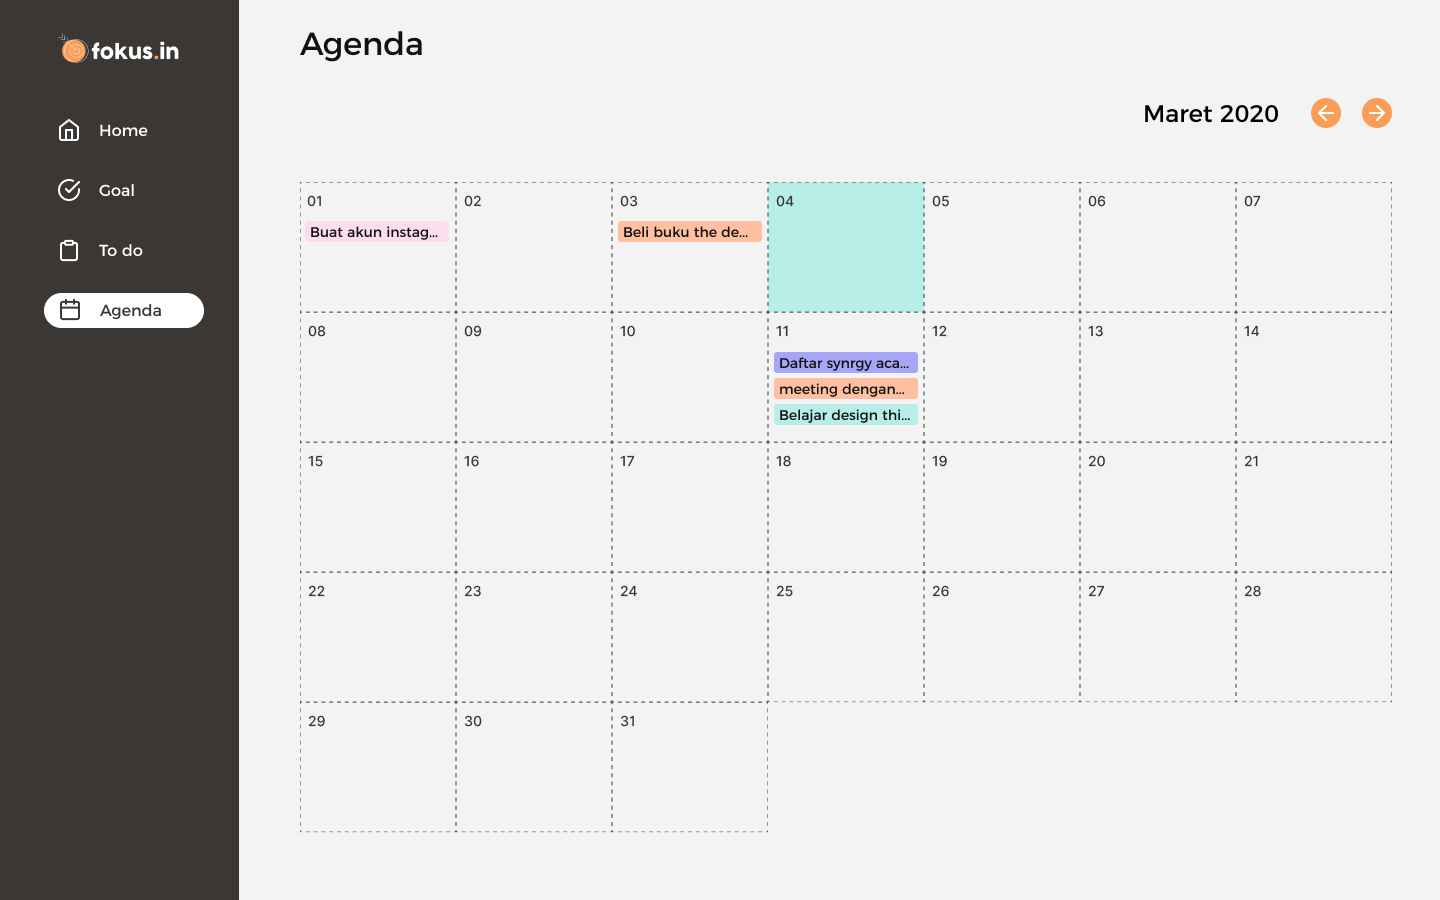 fokus.in
Home
Goal
To do
Agenda
Agenda
Maret 2020
01 02 03 04 05 06 07
Buat akun instag... Beli buku the de...
08 09 10 11 12 13 14
Daftar synrgy aca...
meeting dengan...
Belajar design thi...
15 16 17 18 19 20 21
22 23 24 25 26 27 28
29 30 31